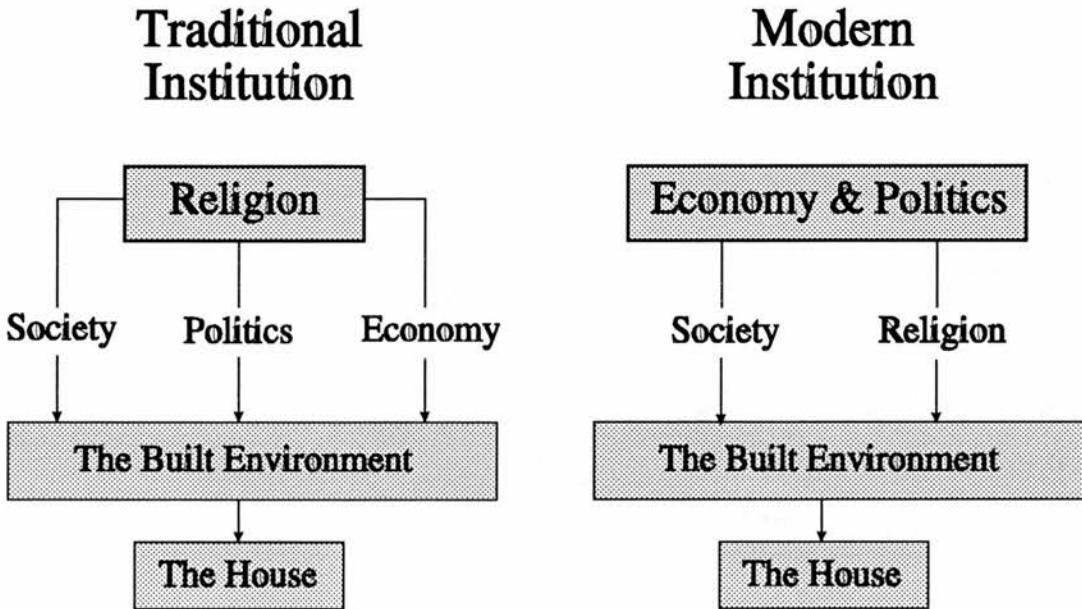 Traditional
Institution
Religion
Society
Politics
Economy
The Built Environment
The House
Modern
Institution
Economy & Politics
Society
Religion
The Built Environment
The House